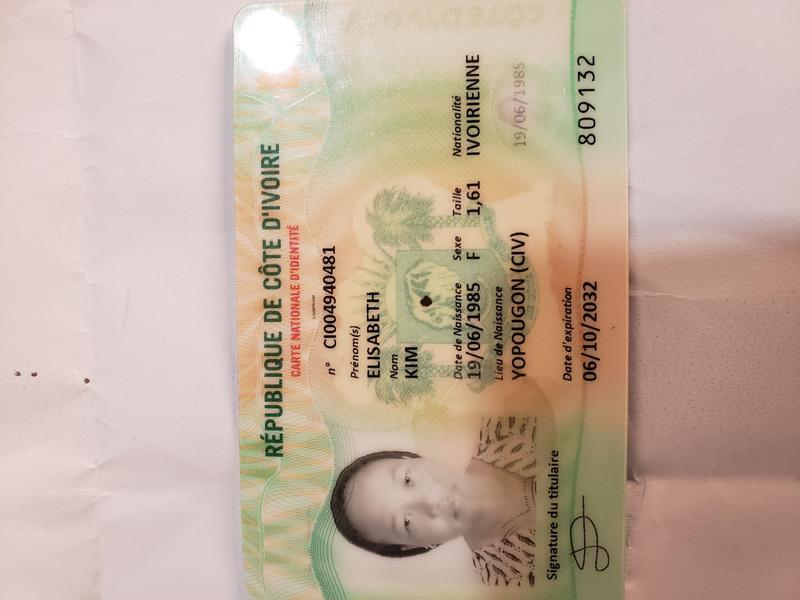 RÉPUBLIQUE DE CÔTE D'IVOIRE
CARTE NATIONALE D'IDENTITÉ
n° CI004940481
Prénom(s)
ELISABETH
Nom
KIM
Date de Naissance Sexe Taille Nationalité
19/06/1985 F 1,61 IVOIRIENNE
Lieu de Naissance
YOPOUGON (CIV)
19/06/1985
Signature du titulaire
Date d'expiration
06/10/2032
809132